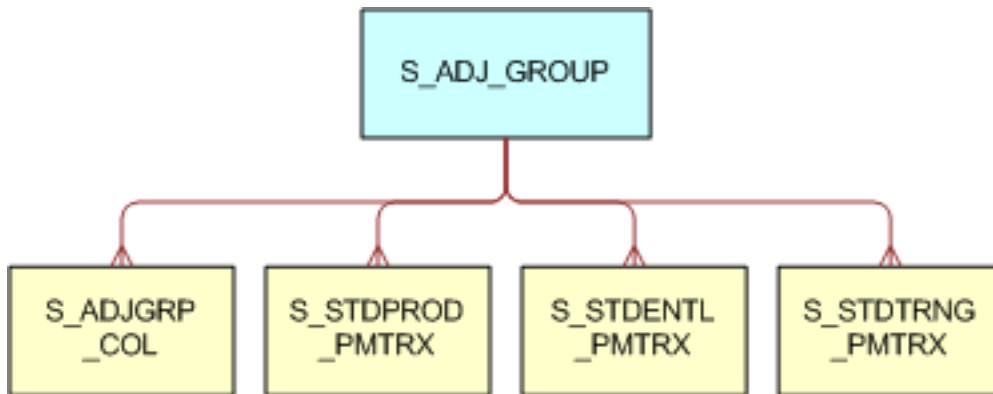 S_ADJ_GROUP
S_ADJGRP
_COL
S_STDPROD
_PMTRX
S_STDENTL
_PMTRX
S_STDTRNG
_PMTRX